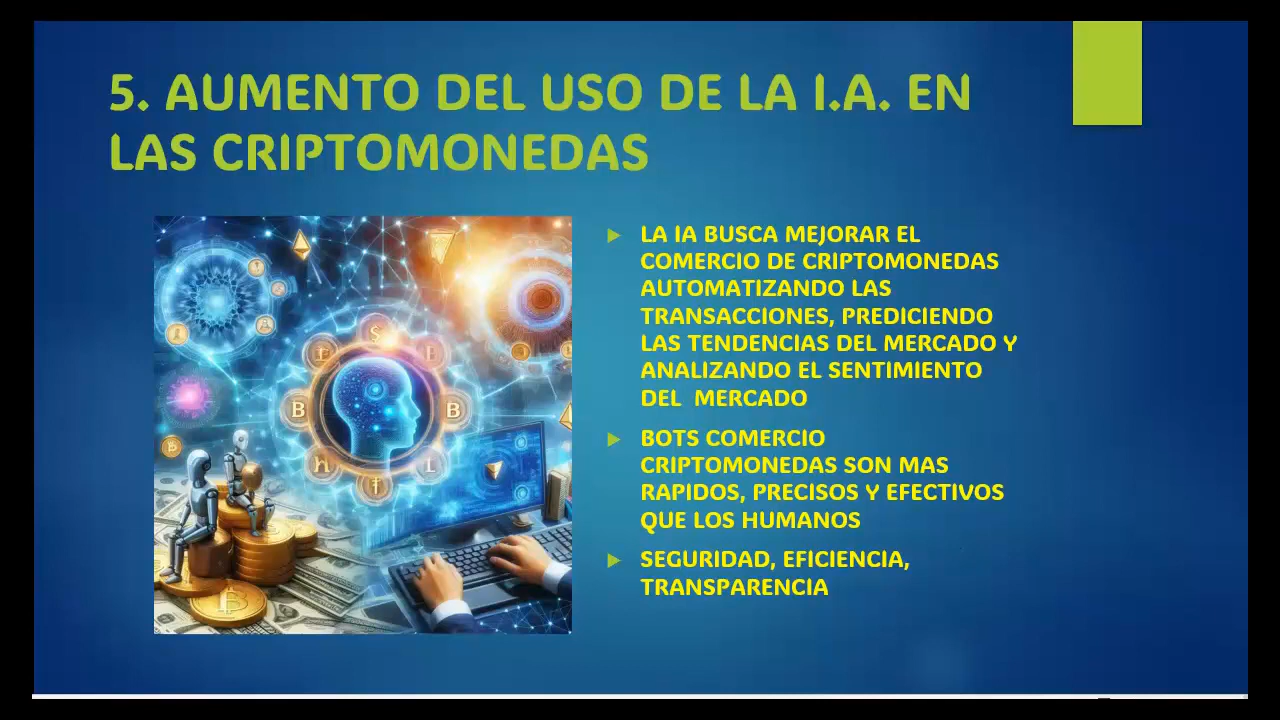 5. AUMENTO DEL USO DE LA I.A. EN
LAS CRIPTOMONEDAS
LA IA BUSCA MEJORAR EL
COMERCIO DE CRIPTOMONEDAS
AUTOMATIZANDO LAS
TRANSACCIONES, PREDICIENDO
LAS TENDENCIAS DEL MERCADO Y
ANALIZANDO EL SENTIMIENTO
DEL  MERCADO
BOTS COMERCIO
CRIPTOMONEDAS SON MAS
RAPIDOS, PRECISOS Y EFECTIVOS
QUE LOS HUMANOS
SEGURIDAD, EFICIENCIA,
TRANSPARENCIA